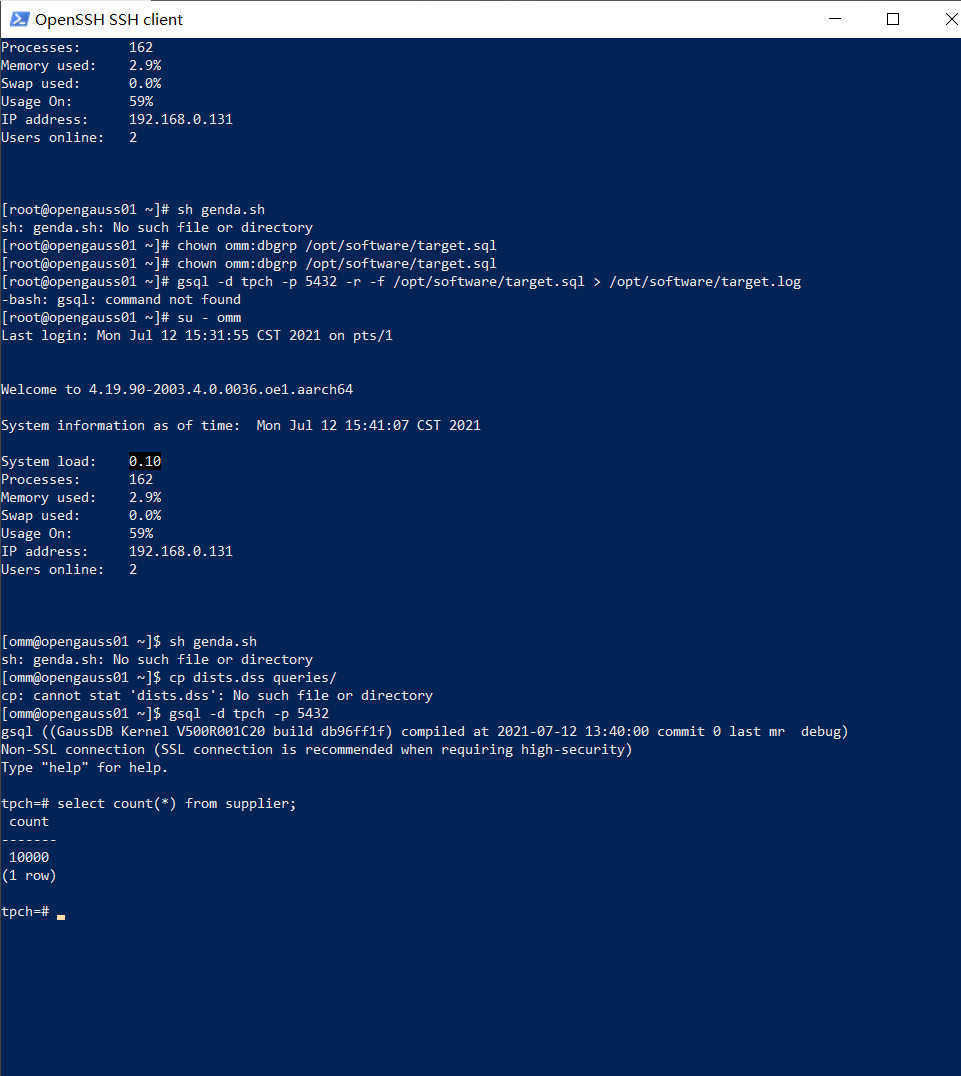 OpenSSH SSH client
Processes:      162
Memory used:    2.9%
Swap used:      0.0%
Usage On:       59%
IP address:     192.168.0.131
Users online:   2
[root@opengauss01 ~]# sh genda.sh
sh: genda.sh: No such file or directory
[root@opengauss01 ~]# chown omm:dbgrp /opt/software/target.sql
[root@opengauss01 ~]# chown omm:dbgrp /opt/software/target.sql
[root@opengauss01 ~]# gsql -d tpch -p 5432 -r -f /opt/software/target.sql > /opt/software/target.log
-bash: gsql: command not found
[root@opengauss01 ~]# su - omm
Last login: Mon Jul 12 15:31:55 CST 2021 on pts/1
Welcome to 4.19.90-2003.4.0.0036.oe1.aarch64
System information as of time:  Mon Jul 12 15:41:07 CST 2021
System load:    0.10
Processes:      162
Memory used:    2.9%
Swap used:      0.0%
Usage On:       59%
IP address:     192.168.0.131
Users online:   2
[omm@opengauss01 ~]$ sh genda.sh
sh: genda.sh: No such file or directory
[omm@opengauss01 ~]$ cp dists.dss queries/
cp: cannot stat 'dists.dss': No such file or directory
[omm@opengauss01 ~]$ gsql -d tpch -p 5432
gsql ((GaussDB Kernel V500R001C20 build db96ff1f) compiled at 2021-07-12 13:40:00 commit 0 last mr  debug)
Non-SSL connection (SSL connection is recommended when requiring high-security)
Type "help" for help.
tpch=# select count(*) from supplier;
 count
-------
 10000
(1 row)
tpch=#